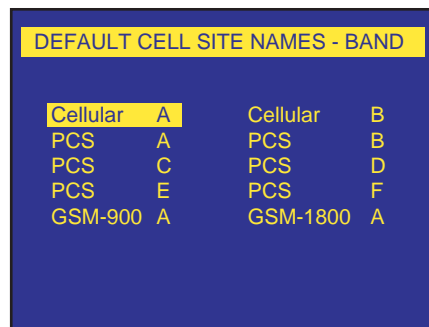 DEFAULT CELL SITE NAMES - BAND
Cellular A Cellular B
PCS A PCS B
PCS C PCS D
PCS E PCS F
GSM-900 A GSM-1800 A